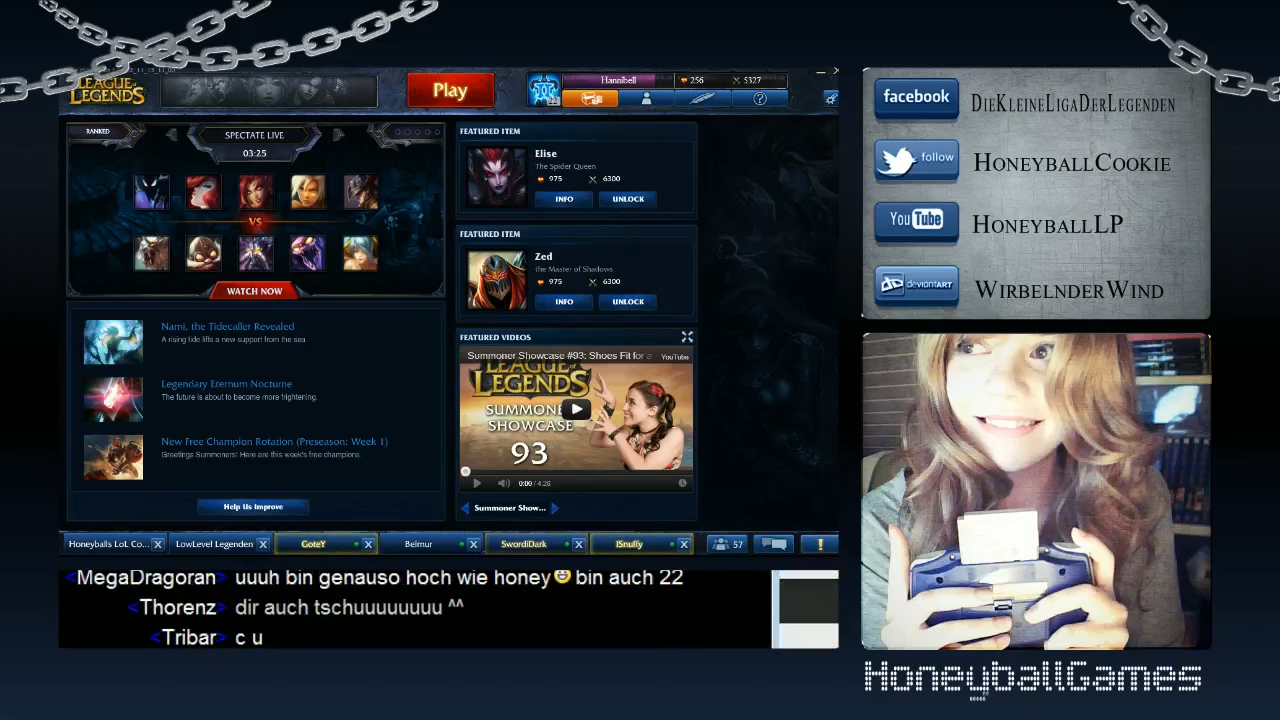 LEAGUE OF LEGENDS
Play
22
Hannibell
256
5327
RANKED
SPECTATE LIVE
03:25
VS
WATCH NOW
Nami, the Tidecaller Revealed
A rising tide lifts a new support from the sea.
Legendary Eternum Nocturne
The future is about to become more frightening.
New Free Champion Rotation (Preseason: Week 1)
Greetings Summoners! Here are this week's free champions.
Help Us Improve
FEATURED ITEM
Elise
The Spider Queen
975 6300
INFO UNLOCK
FEATURED ITEM
Zed
the Master of Shadows
975 6300
INFO UNLOCK
FEATURED VIDEOS
Summoner Showcase #93: Shoes Fit for a YouTube
LEAGUE OF
LEGENDS
SUMMONER
SHOWCASE
93
0:00 / 4:26
Summoner Show...
Honeyballs LoL Co... LowLevel Legenden GoteY Belmur SwordiDark ISnuffy 57
<MegaDragoran> uuuh bin genauso hoch wie honey bin auch 22
<Thorenz> dir auch tschuuuuuuuu ^^
<Tribar> c u
facebook DieKleineLigaDerLegenden
follow HoneyballCookie
YouTube HoneyballLP
deviantART WirbelnderWind
HoneyballGames